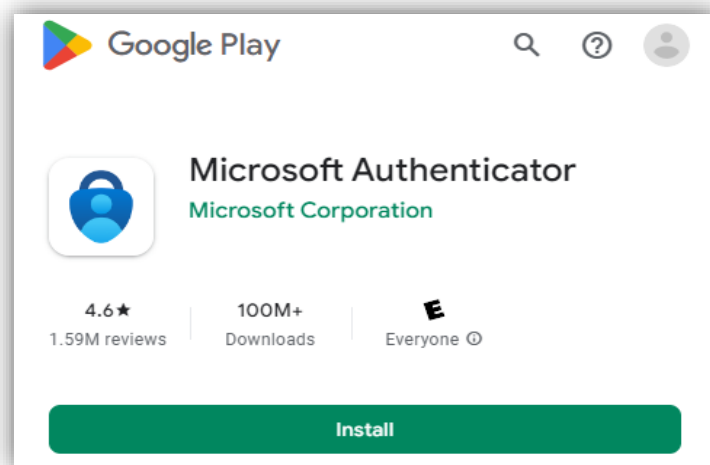 Google Play
Microsoft Authenticator
Microsoft Corporation
4.6★ 100M+ E
1.59M reviews Downloads Everyone
Install